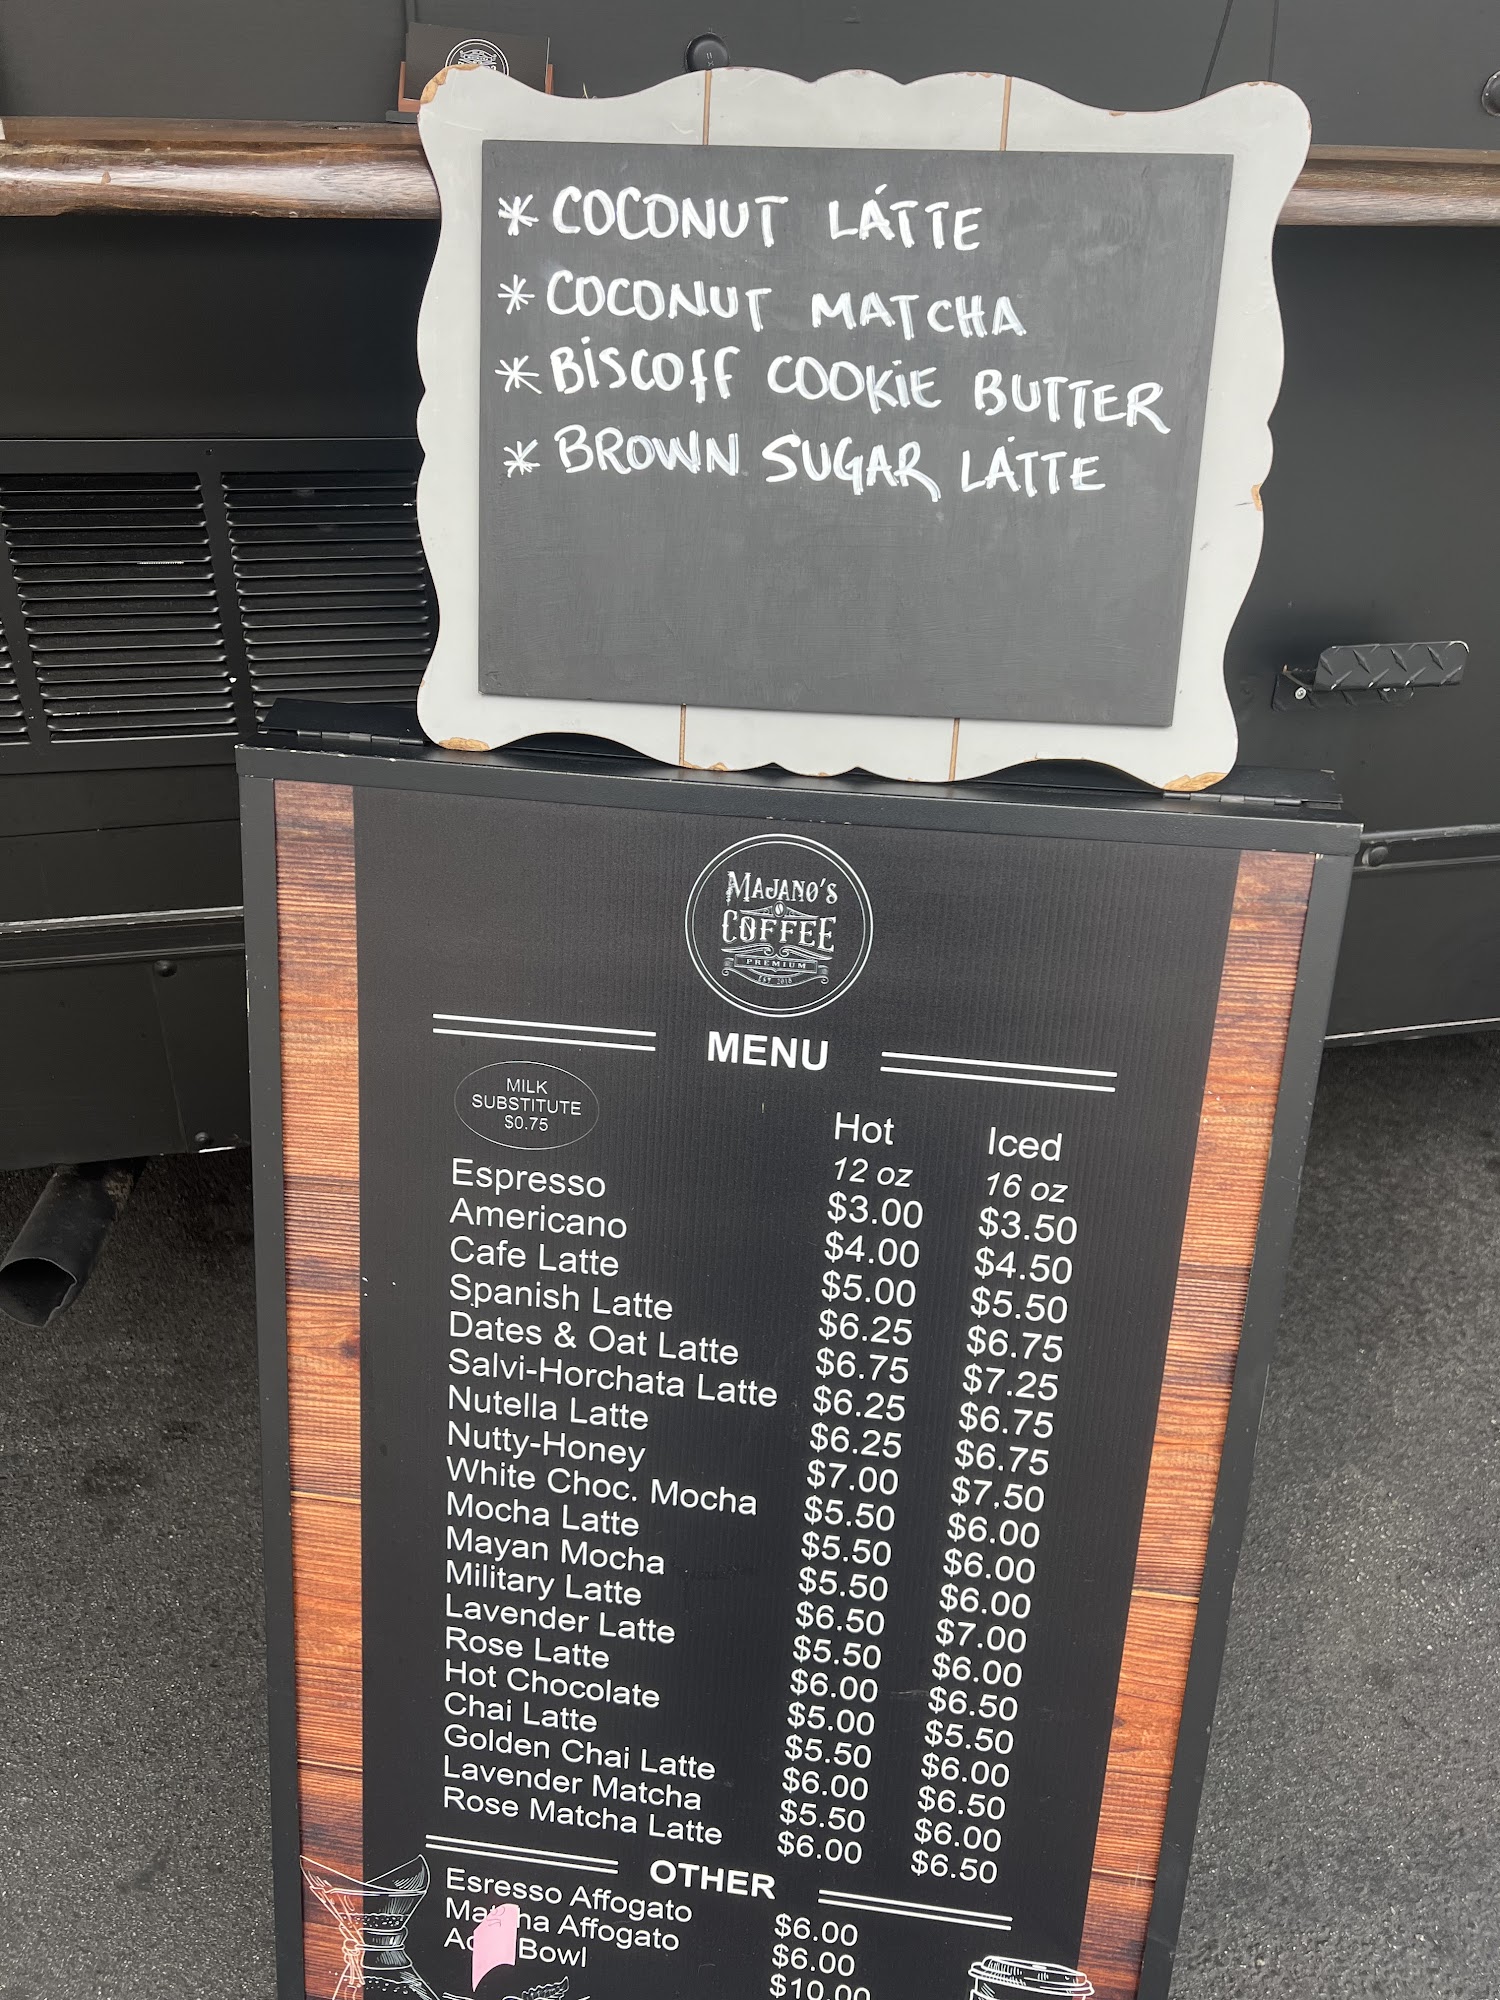 * COCONUT LATTE
* COCONUT MATCHA
* BISCOFF COOKIE BUTTER
* BROWN SUGAR LATTE
MAJANO'S
COFFEE
PREMIUM
EST 2018
MENU
MILK
SUBSTITUTE
$0.75
Hot Iced
12 oz 16 oz
Espresso $3.00 $3.50
Americano $4.00 $4.50
Cafe Latte $5.00 $5.50
Spanish Latte $6.25 $6.75
Dates & Oat Latte $6.75 $7.25
Salvi-Horchata Latte $6.25 $6.75
Nutella Latte $6.25 $6.75
Nutty-Honey $7.00 $7.50
White Choc. Mocha $5.50 $6.00
Mocha Latte $5.50 $6.00
Mayan Mocha $5.50 $6.00
Military Latte $6.50 $7.00
Lavender Latte $5.50 $6.00
Rose Latte $6.00 $6.50
Hot Chocolate $5.00 $5.50
Chai Latte $5.50 $6.00
Golden Chai Latte $6.00 $6.50
Lavender Matcha $5.50 $6.00
Rose Matcha Latte $6.00 $6.50
OTHER
Esresso Affogato $6.00
Affogato $6.00
Bowl $10.00